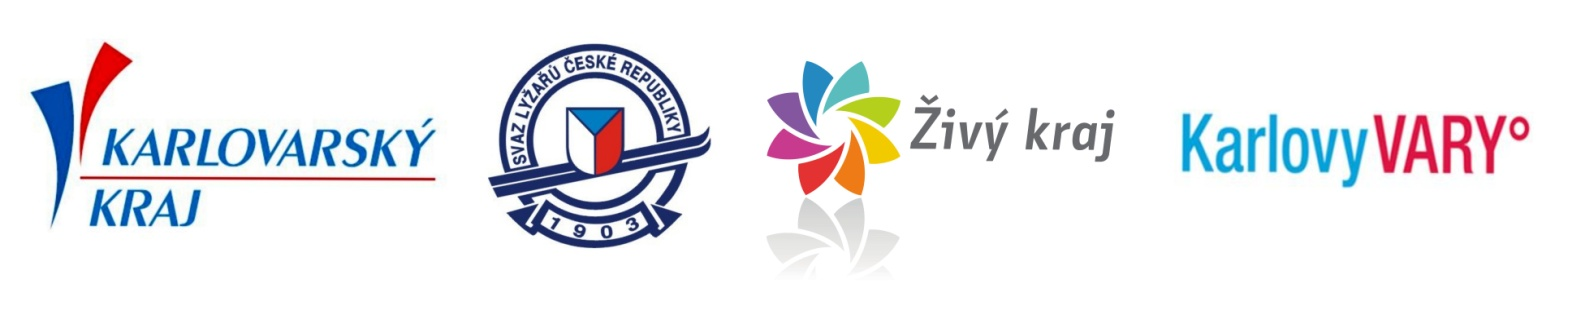 KARLOVARSKÝ
KRAJ
SVAZ LYŽAŘŮ ČESKÉ REPUBLIKY
1903
Živý kraj
KarlovyVARY°